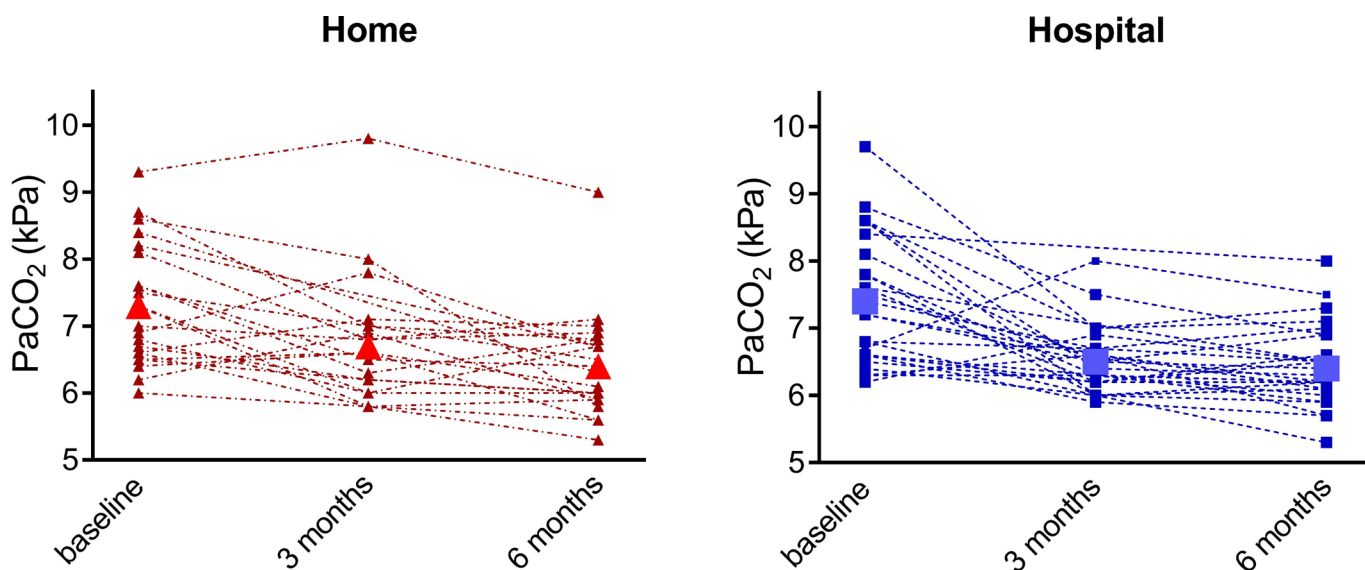 Home
PaCO₂ (kPa)
10
9
8
7
6
5
baseline
3 months
6 months
Hospital
PaCO₂ (kPa)
10
9
8
7
6
5
baseline
3 months
6 months